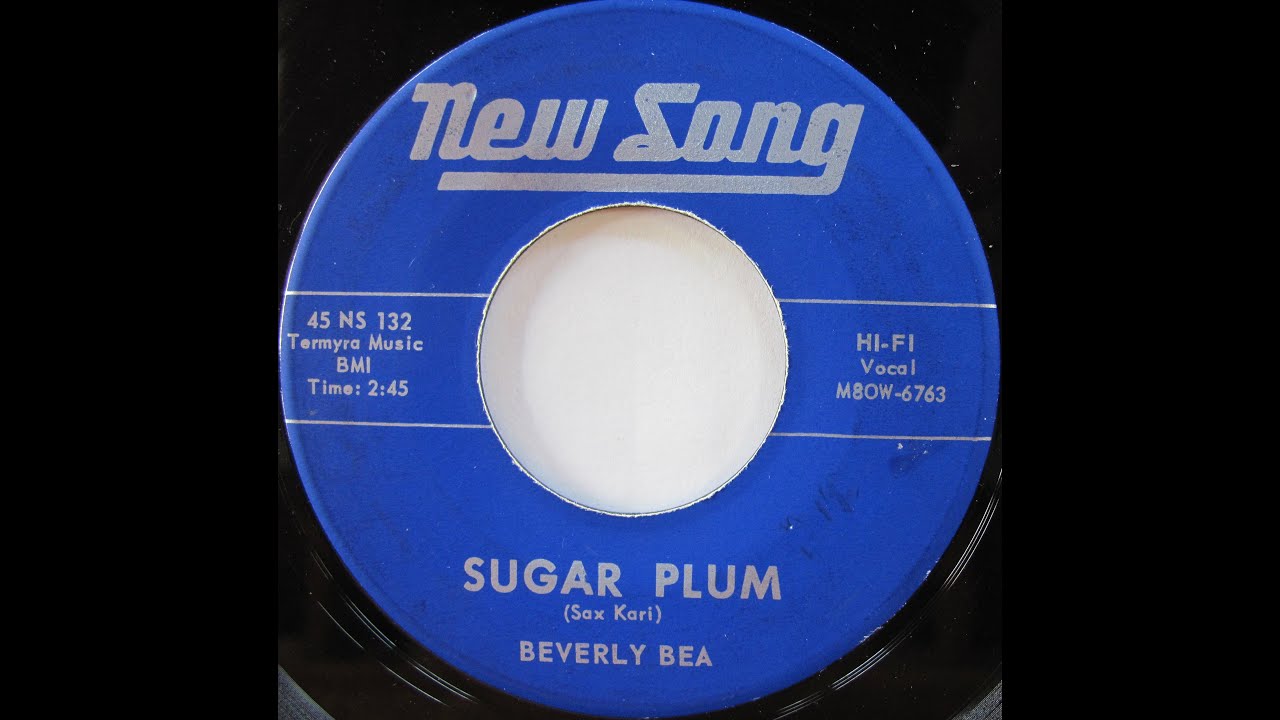 New Song
45 NS 132
Termyra Music
BMI
Time: 2:45
HI-FI
Vocal
M8OW-6763
SUGAR PLUM
(Sax Kari)
BEVERLY BEA